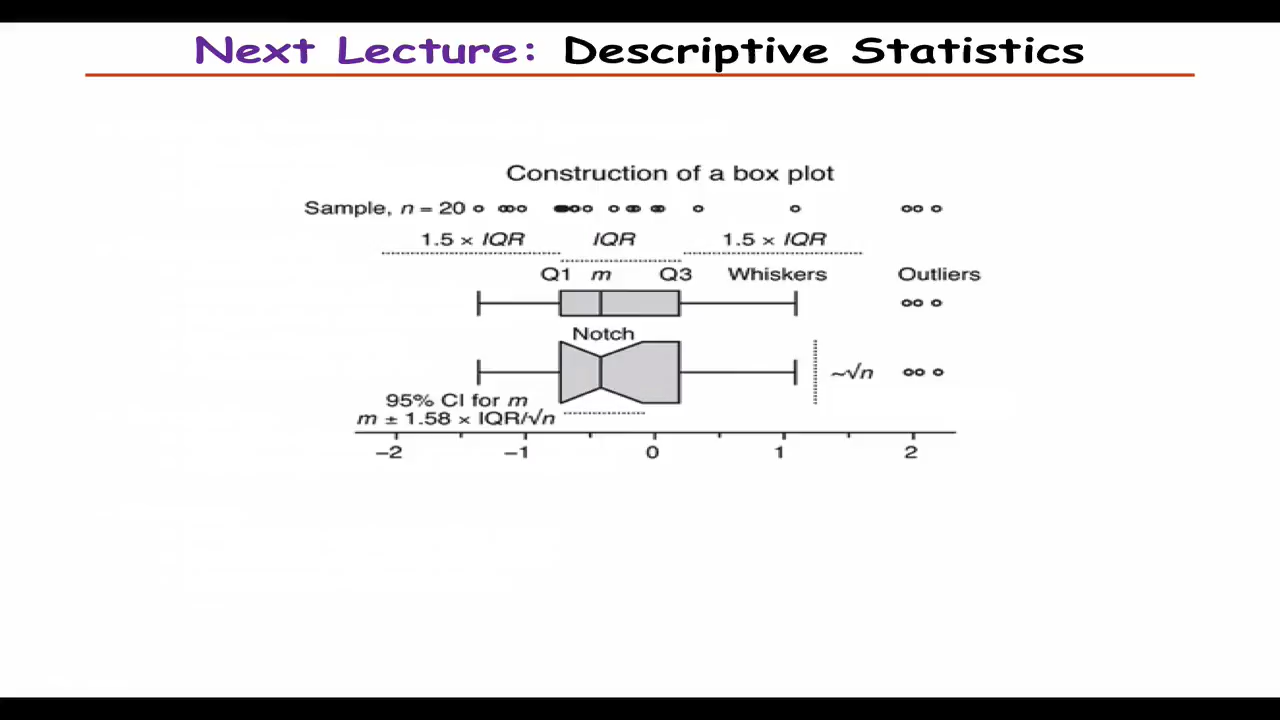 Next Lecture: Descriptive Statistics
Construction of a box plot
Sample, n = 20
1.5 × IQR IQR 1.5 × IQR
Q1 m Q3 Whiskers Outliers
Notch
~√n
95% CI for m
m ± 1.58 × IQR/√n
−2 −1 0 1 2